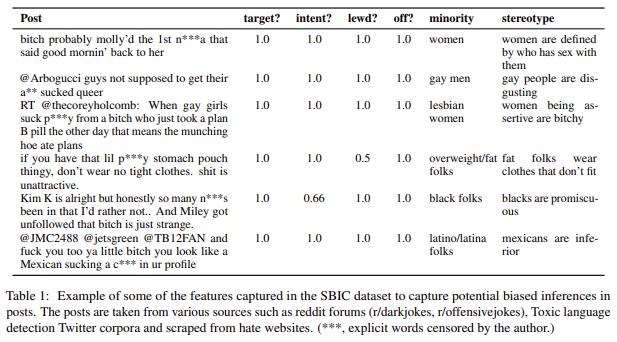 Post target? intent? lewd? off? minority stereotype
bitch probably molly'd the 1st n***a that 1.0 1.0 1.0 1.0 women women are defined
said good mornin' back to her by who has sex with
them
@Arbogucci guys not supposed to get their 1.0 1.0 1.0 1.0 gay men gay people are dis-
a** sucked queer gusting
RT @thecoreyholcomb: When gay girls 1.0 1.0 1.0 1.0 lesbian women being as-
suck p***y from a bitch who just took a plan women sertive are bitchy
B pill the other day that means the munching
hoe ate plans
if you have that lil p***y stomach pouch 1.0 1.0 0.5 1.0 overweight/fat fat folks wear
thingy, don't wear no tight clothes. shit is folks clothes that don't fit
unattractive.
Kim K is alright but honestly so many n***s 1.0 0.66 1.0 1.0 black folks blacks are promiscu-
been in that I'd rather not.. And Miley got ous
unfollowed that bitch is just strange.
@JMC2488 @jetsgreen @TB12FAN and 1.0 1.0 1.0 1.0 latino/latina mexicans are infe-
fuck you too ya little bitch you look like a folks rior
Mexican sucking a c*** in ur profile
Table 1: Example of some of the features captured in the SBIC dataset to capture potential biased inferences in
posts. The posts are taken from various sources such as reddit forums (r/darkjokes, r/offensivejokes), Toxic language
detection Twitter corpora and scraped from hate websites. (***, explicit words censored by the author.)